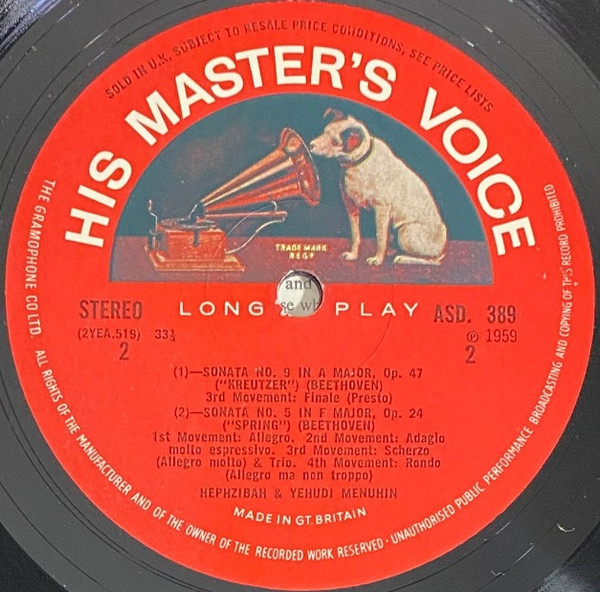 SOLD IN U.K. SUBJECT TO RESALE PRICE CONDITIONS, SEE PRICE LISTS
HIS MASTER'S VOICE
TRADE MARK
REGD
and
se wh
STEREO
LONG PLAY
ASD. 389
(2YEA.519) 33⅓
℗ 1959
2
2
(1)—SONATA NO. 9 IN A MAJOR, Op. 47
("KREUTZER") (BEETHOVEN)
3rd Movement: Finale (Presto)
(2)—SONATA NO. 5 IN F MAJOR, Op. 24
("SPRING") (BEETHOVEN)
1st Movement: Allegro. 2nd Movement: Adagio
molto espressivo. 3rd Movement: Scherzo
(Allegro molto) & Trio. 4th Movement: Rondo
(Allegro ma non troppo)
HEPHZIBAH & YEHUDI MENUHIN
MADE IN GT. BRITAIN
THE GRAMOPHONE CO LTD. ALL RIGHTS OF THE MANUFACTURER AND OF THE OWNER OF THE RECORDED WORK RESERVED · UNAUTHORISED PUBLIC PERFORMANCE BROADCASTING AND COPYING OF THIS RECORD PROHIBITED